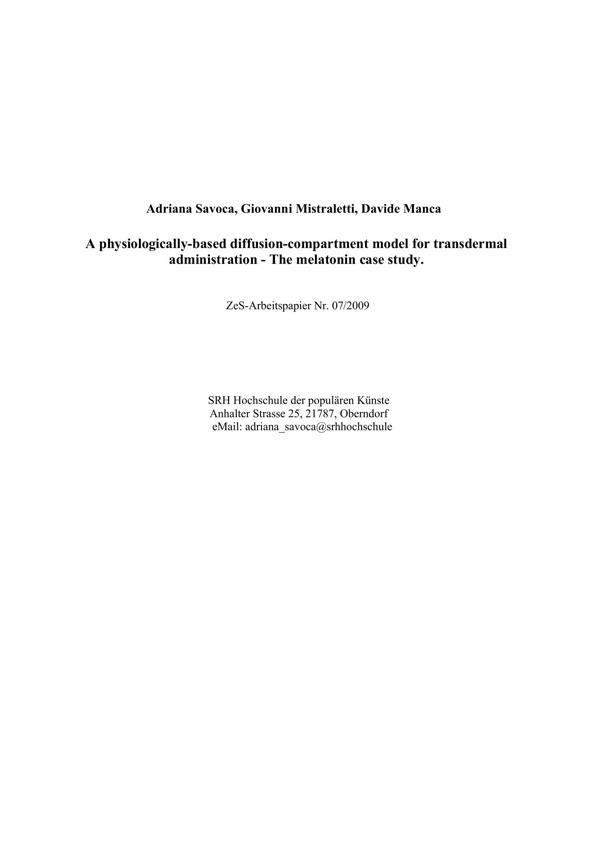 Adriana Savoca, Giovanni Mistraletti, Davide Manca
A physiologically-based diffusion-compartment model for transdermal
administration - The melatonin case study.
ZeS-Arbeitspapier Nr. 07/2009
SRH Hochschule der populären Künste
Anhalter Strasse 25, 21787, Oberndorf
eMail: adriana_savoca@srhhochschule